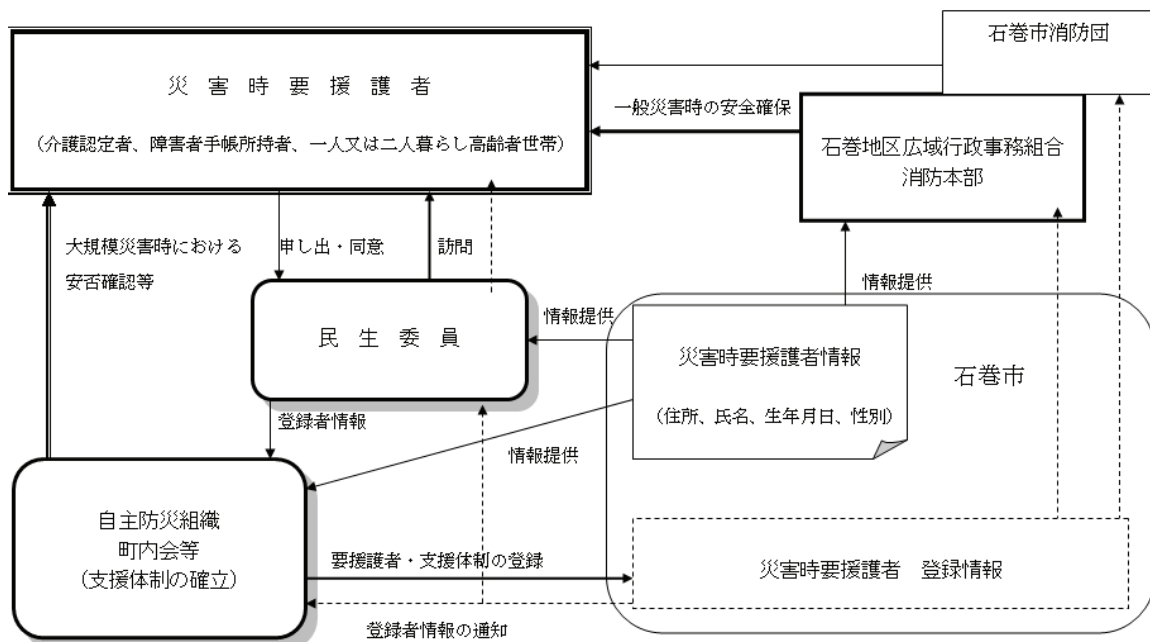 石巻市消防団
災害時要援護者
（介護認定者、障害者手帳所持者、一人又は二人暮らし高齢者世帯）
一般災害時の安全確保
石巻地区広域行政事務組合
消防本部
大規模災害時における
安否確認等
申し出・同意
訪問
情報提供
民生委員
情報提供
災害時要援護者情報
（住所、氏名、生年月日、性別）
石巻市
登録者情報
情報提供
自主防災組織
町内会等
（支援体制の確立）
要援護者・支援体制の登録
災害時要援護者　登録情報
登録者情報の通知